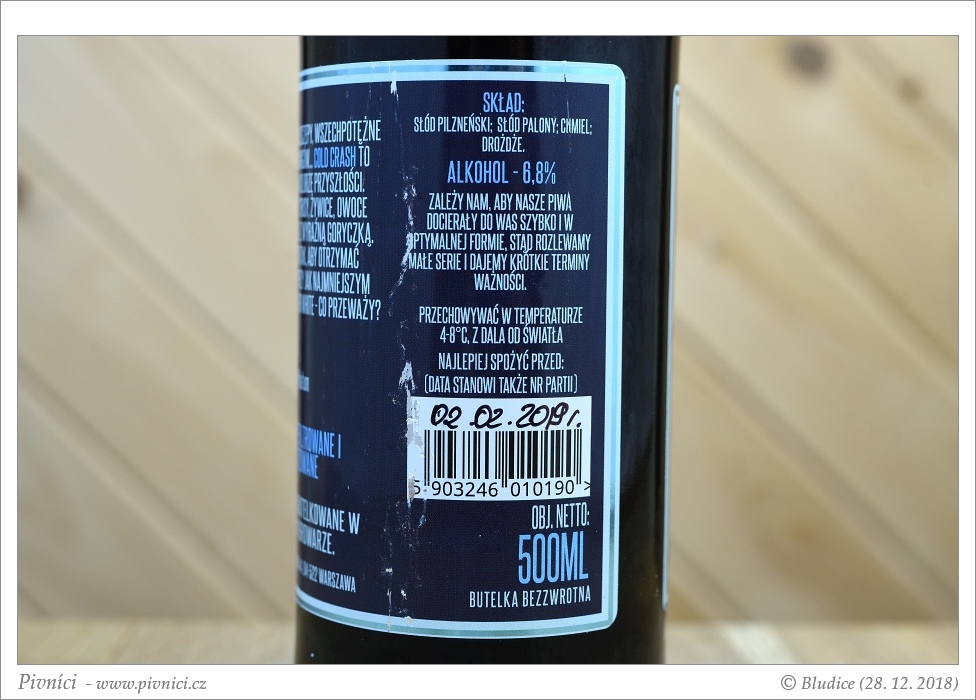 WSZECHPOTĘŻNE
COLD CRASH TO
PRZYSZŁOŚCI.
ŻYWICE, OWOCE
GORYCZKĄ.
ABY OTRZYMAĆ
JAK NAJMNIEJSZYM
- CO PRZEWAŻY?
I
W
WARSZAWA
SKŁAD:
SŁÓD PILZNEŃSKI; SŁÓD PALONY; CHMIEL;
DROŻDŻE.
ALKOHOL - 6,8%
ZALEŻY NAM, ABY NASZE PIWA
DOCIERAŁY DO WAS SZYBKO I W
OPTYMALNEJ FORMIE, STĄD ROZLEWAMY
MAŁE SERIE I DAJEMY KRÓTKIE TERMINY
WAŻNOŚCI.
PRZECHOWYWAĆ W TEMPERATURZE
4-8°C, Z DALA OD ŚWIATŁA
NAJLEPIEJ SPOŻYĆ PRZED:
(DATA STANOWI TAKŻE NR PARTII)
02.02.2019r.
5 903246 010190 >
OBJ. NETTO:
500ML
BUTELKA BEZZWROTNA
Pivníci - www.pivnici.cz
© Bludice (28. 12. 2018)